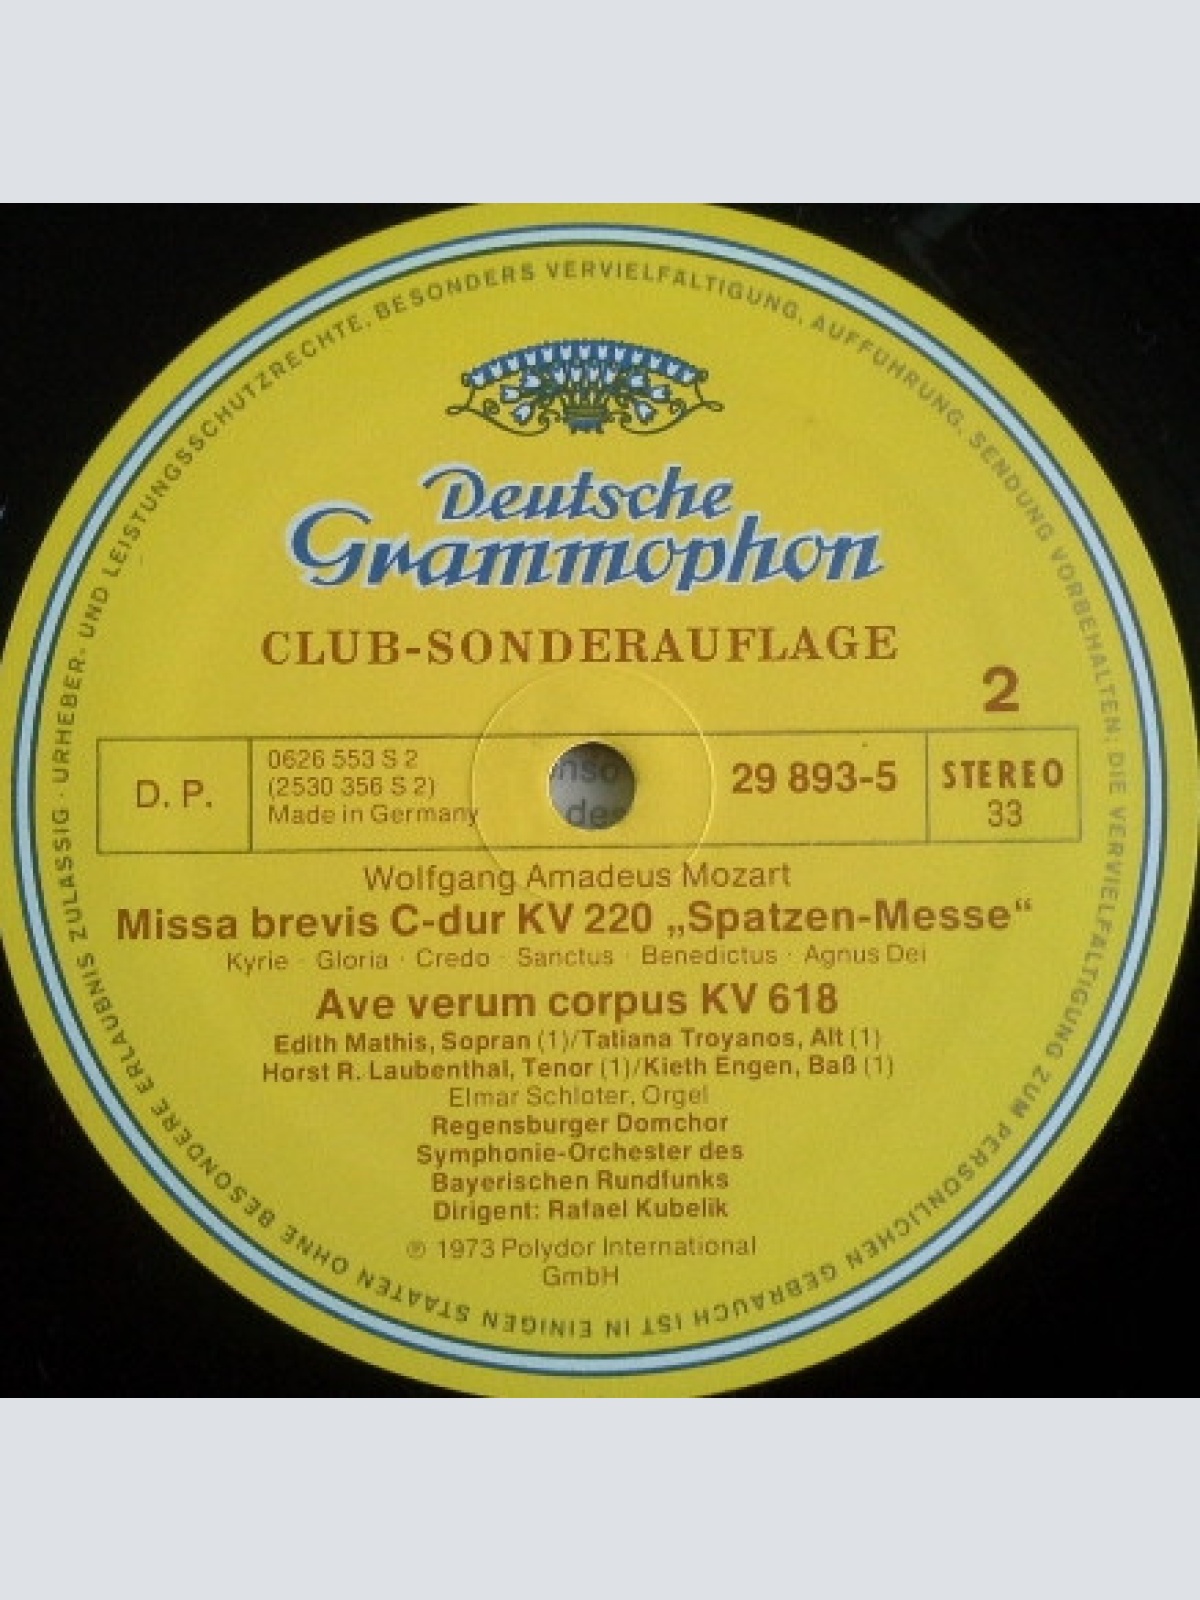 URHEBER- UND LEISTUNGSSCHUTZRECHTE, BESONDERS VERVIELFÄLTIGUNG, AUFFÜHRUNG, SENDUNG VORBEHALTEN; DIE VERVIELFÄLTIGUNG ZUM PERSÖNLICHEN GEBRAUCH IST IN EINIGEN STAATEN OHNE BESONDERE ERLAUBNIS ZULÄSSIG ·
Deutsche
Grammophon
CLUB-SONDERAUFLAGE
2
D. P.
0626 553 S 2
(2530 356 S 2)
Made in Germany
29 893-5
STEREO
33
Wolfgang Amadeus Mozart
Missa brevis C-dur KV 220 „Spatzen-Messe“
Kyrie · Gloria · Credo · Sanctus · Benedictus · Agnus Dei
Ave verum corpus KV 618
Edith Mathis, Sopran (1)/Tatiana Troyanos, Alt (1)
Horst R. Laubenthal, Tenor (1)/Kieth Engen, Baß (1)
Elmar Schloter, Orgel
Regensburger Domchor
Symphonie-Orchester des
Bayerischen Rundfunks
Dirigent: Rafael Kubelik
℗ 1973 Polydor International
GmbH